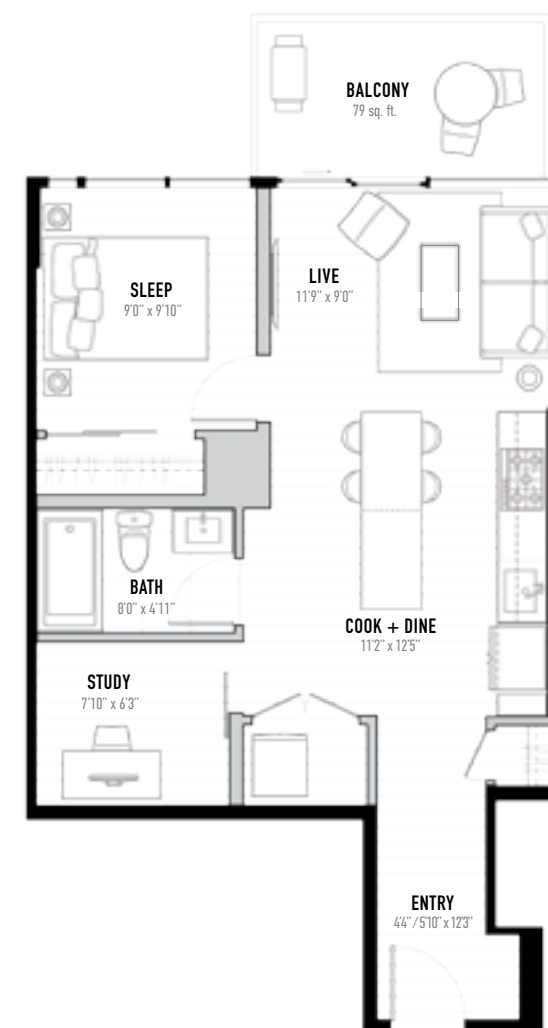 BALCONY
79 sq. ft.
SLEEP
9'0" x 9'10"
LIVE
11'9" x 9'0"
BATH
8'0" x 4'11"
COOK + DINE
11'2" x 12'5"
STUDY
7'10" x 6'3"
ENTRY
4'4" / 5'10" x 12'3"